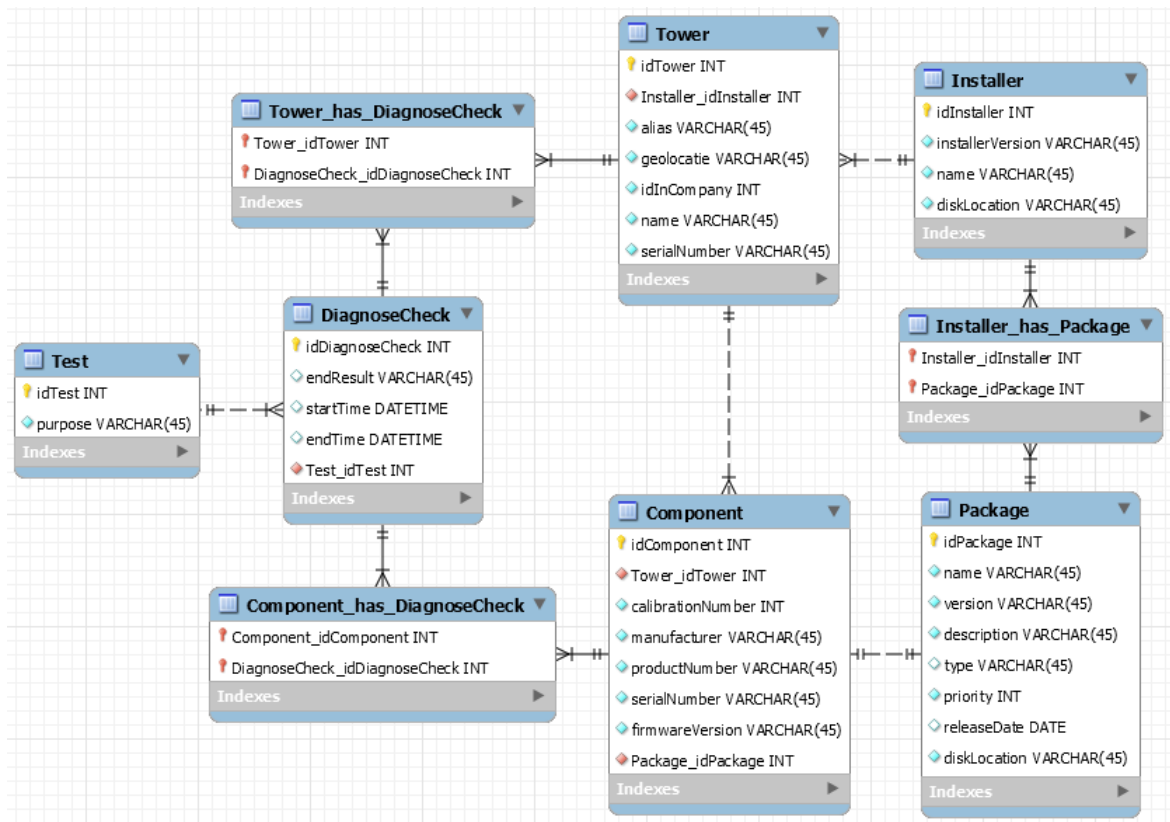 Tower
idTower INT
Installer_idInstaller INT
alias VARCHAR(45)
geolocatie VARCHAR(45)
idInCompany INT
name VARCHAR(45)
serialNumber VARCHAR(45)
Indexes
Installer
idInstaller INT
installerVersion VARCHAR(45)
name VARCHAR(45)
diskLocation VARCHAR(45)
Indexes
Tower_has_DiagnoseCheck
Tower_idTower INT
DiagnoseCheck_idDiagnoseCheck INT
Indexes
DiagnoseCheck
idDiagnoseCheck INT
endResult VARCHAR(45)
startTime DATETIME
endTime DATETIME
Test_idTest INT
Indexes
Installer_has_Package
Installer_idInstaller INT
Package_idPackage INT
Indexes
Test
idTest INT
purpose VARCHAR(45)
Indexes
Component
idComponent INT
Tower_idTower INT
calibrationNumber INT
manufacturer VARCHAR(45)
productNumber VARCHAR(45)
serialNumber VARCHAR(45)
firmwareVersion VARCHAR(45)
Package_idPackage INT
Indexes
Package
idPackage INT
name VARCHAR(45)
version VARCHAR(45)
description VARCHAR(45)
type VARCHAR(45)
priority INT
releaseDate DATE
diskLocation VARCHAR(45)
Indexes
Component_has_DiagnoseCheck
Component_idComponent INT
DiagnoseCheck_idDiagnoseCheck INT
Indexes